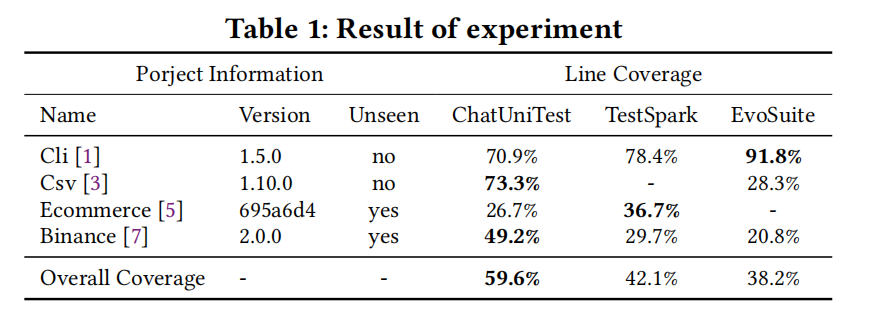 Table 1: Result of experiment
Porject Information Line Coverage
Name Version Unseen ChatUniTest TestSpark EvoSuite
Cli [1] 1.5.0 no 70.9% 78.4% 91.8%
Csv [3] 1.10.0 no 73.3% - 28.3%
Ecommerce [5] 695a6d4 yes 26.7% 36.7% -
Binance [7] 2.0.0 yes 49.2% 29.7% 20.8%
Overall Coverage - - 59.6% 42.1% 38.2%